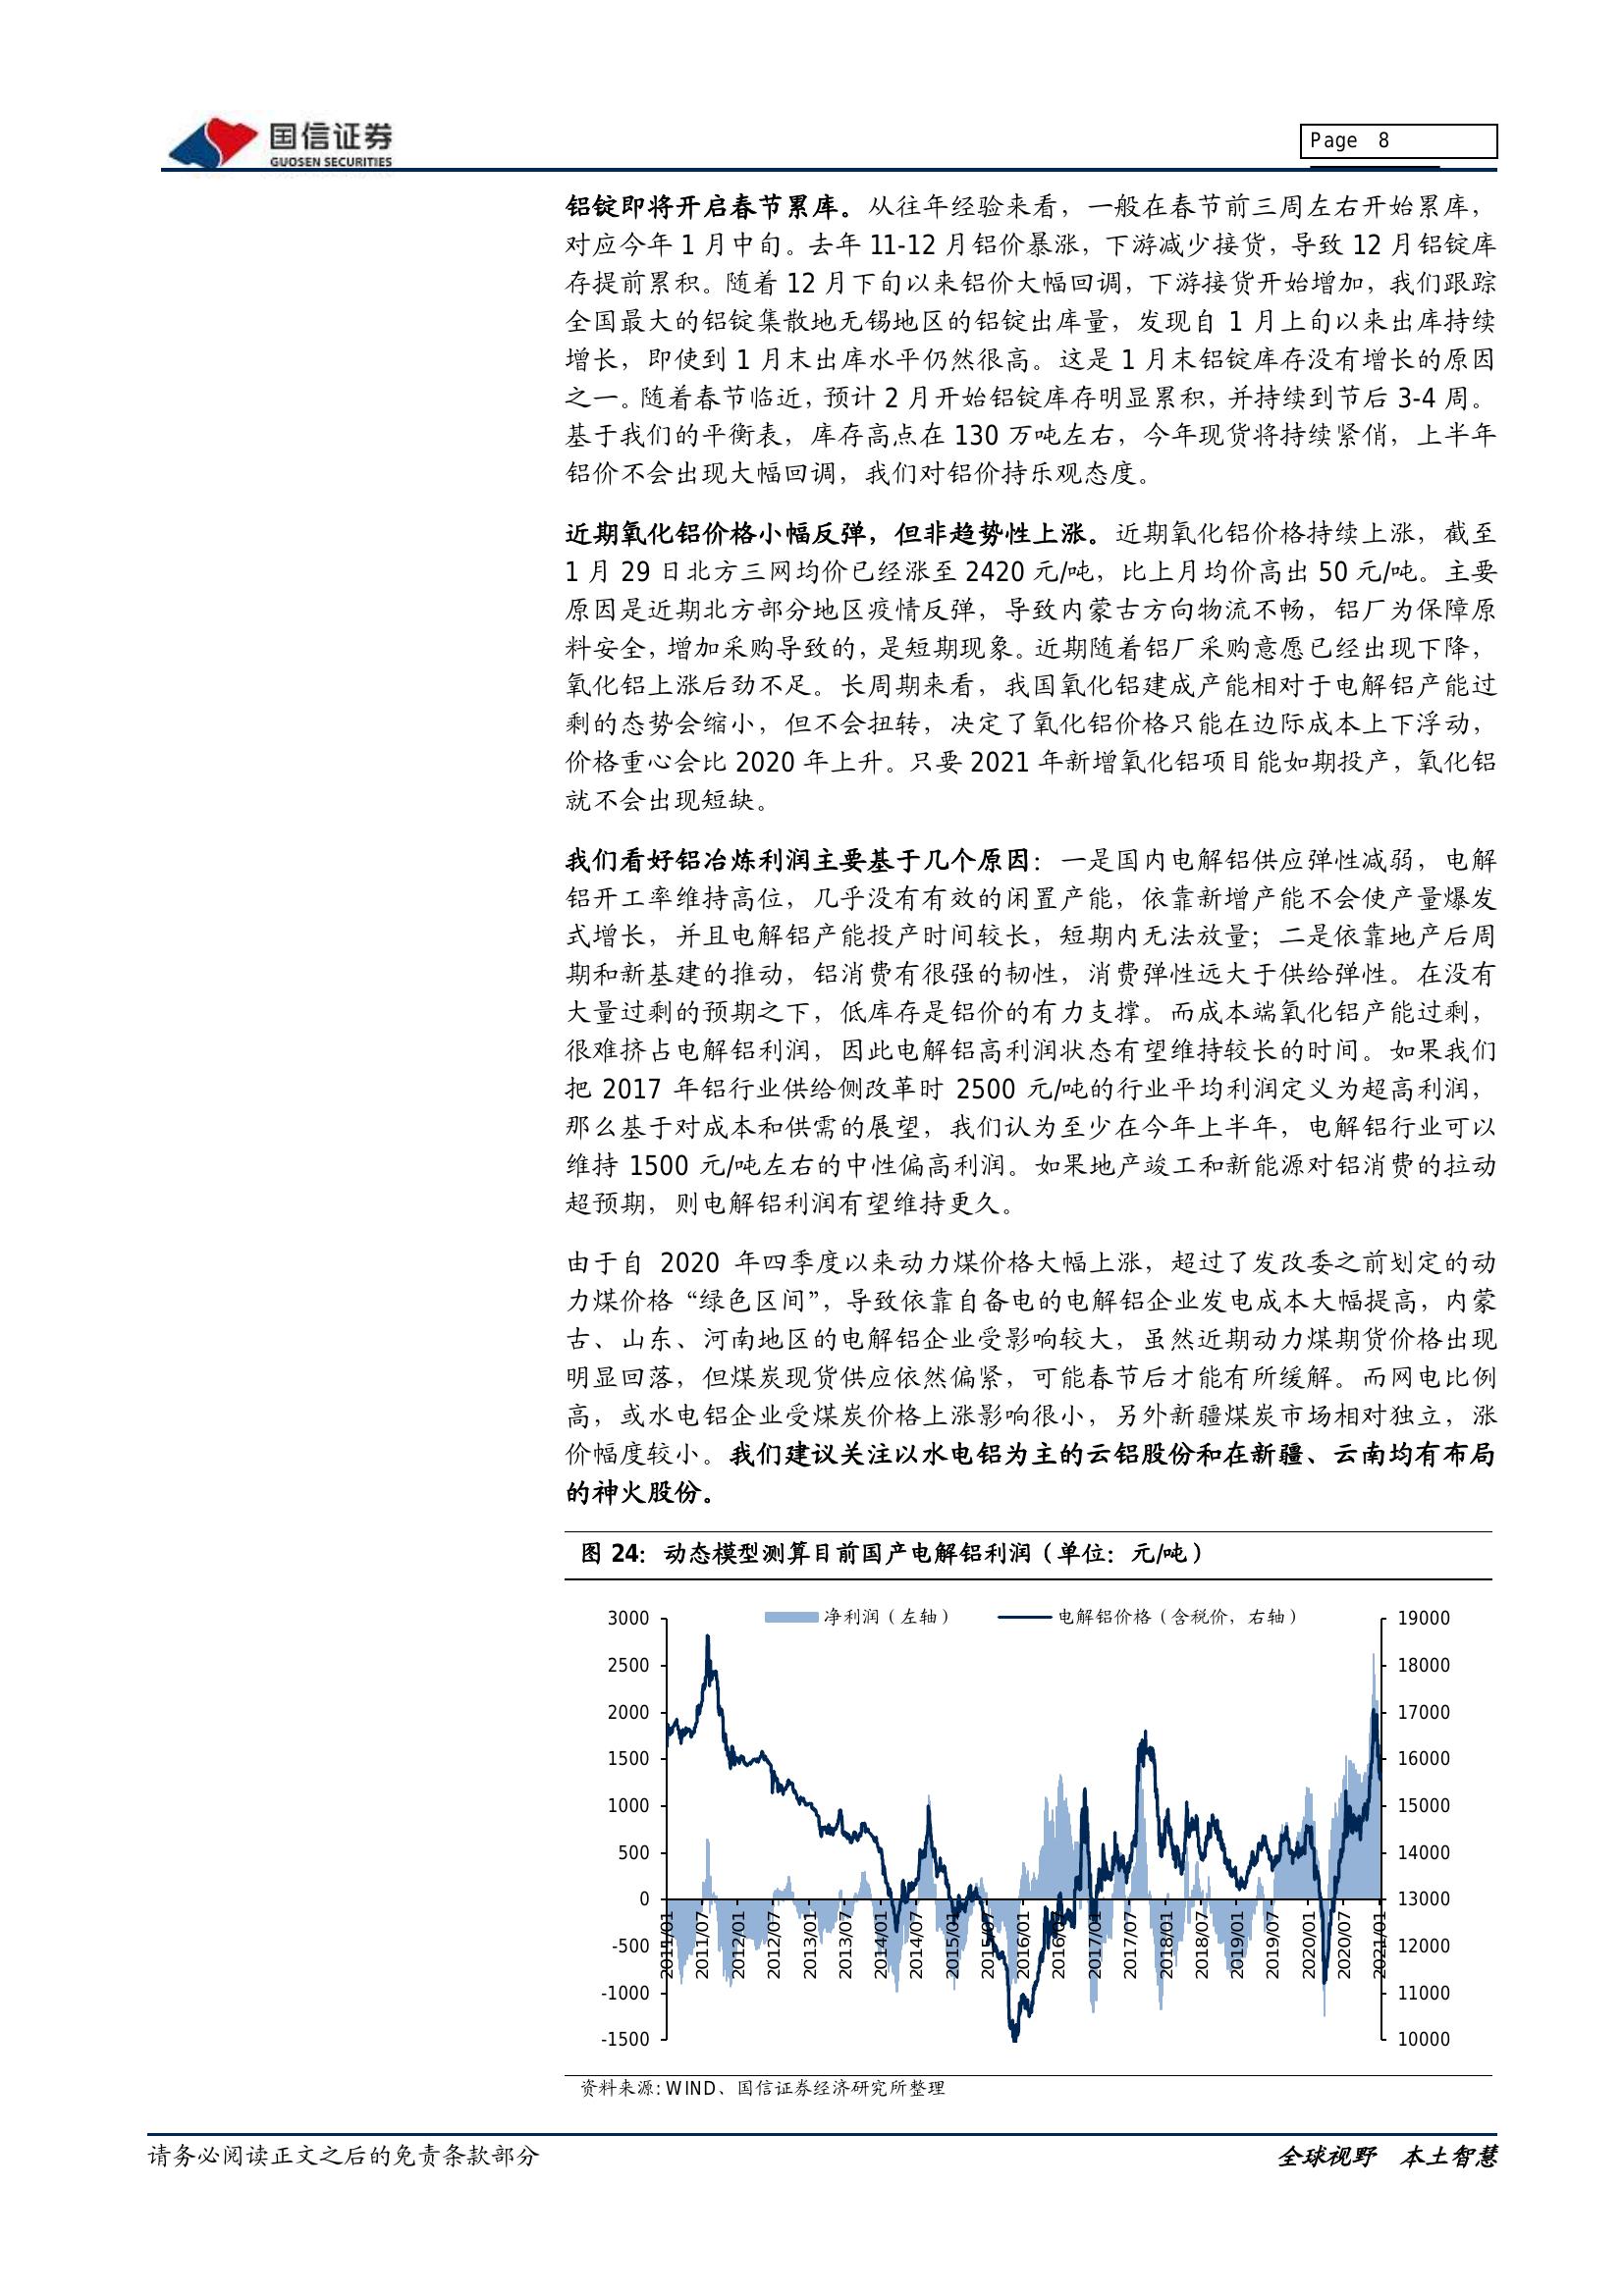 国信证券
GUOSEN SECURITIES
Page 8
铝锭即将开启春节累库。从往年经验来看，一般在春节前三周左右开始累库，
对应今年 1 月中旬。去年 11-12 月铝价暴涨，下游减少接货，导致 12 月铝锭库
存提前累积。随着 12 月下旬以来铝价大幅回调，下游接货开始增加，我们跟踪
全国最大的铝锭集散地无锡地区的铝锭出库量，发现自 1 月上旬以来出库持续
增长，即使到 1 月末出库水平仍然很高。这是 1 月末铝锭库存没有增长的原因
之一。随着春节临近，预计 2 月开始铝锭库存明显累积，并持续到节后 3-4 周。
基于我们的平衡表，库存高点在 130 万吨左右，今年现货将持续紧俏，上半年
铝价不会出现大幅回调，我们对铝价持乐观态度。
近期氧化铝价格小幅反弹，但非趋势性上涨。近期氧化铝价格持续上涨，截至
1 月 29 日北方三网均价已经涨至 2420 元/吨，比上月均价高出 50 元/吨。主要
原因是近期北方部分地区疫情反弹，导致内蒙古方向物流不畅，铝厂为保障原
料安全，增加采购导致的，是短期现象。近期随着铝厂采购意愿已经出现下降，
氧化铝上涨后劲不足。长周期来看，我国氧化铝建成产能相对于电解铝产能过
剩的态势会缩小，但不会扭转，决定了氧化铝价格只能在边际成本上下浮动，
价格重心会比 2020 年上升。只要 2021 年新增氧化铝项目能如期投产，氧化铝
就不会出现短缺。
我们看好铝冶炼利润主要基于几个原因：一是国内电解铝供应弹性减弱，电解
铝开工率维持高位，几乎没有有效的闲置产能，依靠新增产能不会使产量爆发
式增长，并且电解铝产能投产时间较长，短期内无法放量；二是依靠地产后周
期和新基建的推动，铝消费有很强的韧性，消费弹性远大于供给弹性。在没有
大量过剩的预期之下，低库存是铝价的有力支撑。而成本端氧化铝产能过剩，
很难挤占电解铝利润，因此电解铝高利润状态有望维持较长的时间。如果我们
把 2017 年铝行业供给侧改革时 2500 元/吨的行业平均利润定义为超高利润，
那么基于对成本和供需的展望，我们认为至少在今年上半年，电解铝行业可以
维持 1500 元/吨左右的中性偏高利润。如果地产竣工和新能源对铝消费的拉动
超预期，则电解铝利润有望维持更久。
由于自 2020 年四季度以来动力煤价格大幅上涨，超过了发改委之前划定的动
力煤价格“绿色区间”，导致依靠自备电的电解铝企业发电成本大幅提高，内蒙
古、山东、河南地区的电解铝企业受影响较大，虽然近期动力煤期货价格出现
明显回落，但煤炭现货供应依然偏紧，可能春节后才能有所缓解。而网电比例
高，或水电铝企业受煤炭价格上涨影响很小，另外新疆煤炭市场相对独立，涨
价幅度较小。我们建议关注以水电铝为主的云铝股份和在新疆、云南均有布局
的神火股份。
图 24：动态模型测算目前国产电解铝利润（单位：元/吨）
净利润（左轴） 电解铝价格（含税价，右轴）
3000 19000
2500 18000
2000 17000
1500 16000
1000 15000
500 14000
0 13000
-500 12000
-1000 11000
-1500 10000
2011/01 2011/07 2012/01 2012/07 2013/01 2013/07 2014/01 2014/07 2015/01 2015/07 2016/01 2016/07 2017/01 2017/07 2018/01 2018/07 2019/01 2019/07 2020/01 2020/07 2021/01
资料来源: WIND、国信证券经济研究所整理
请务必阅读正文之后的免责条款部分
全球视野 本土智慧